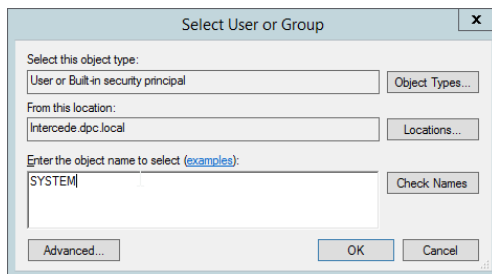 Select User or Group
x
Select this object type:
User or Built-in security principal
Object Types...
From this location:
Intercede.dpc.local
Locations...
Enter the object name to select (examples):
SYSTEM
Check Names
Advanced...
OK
Cancel